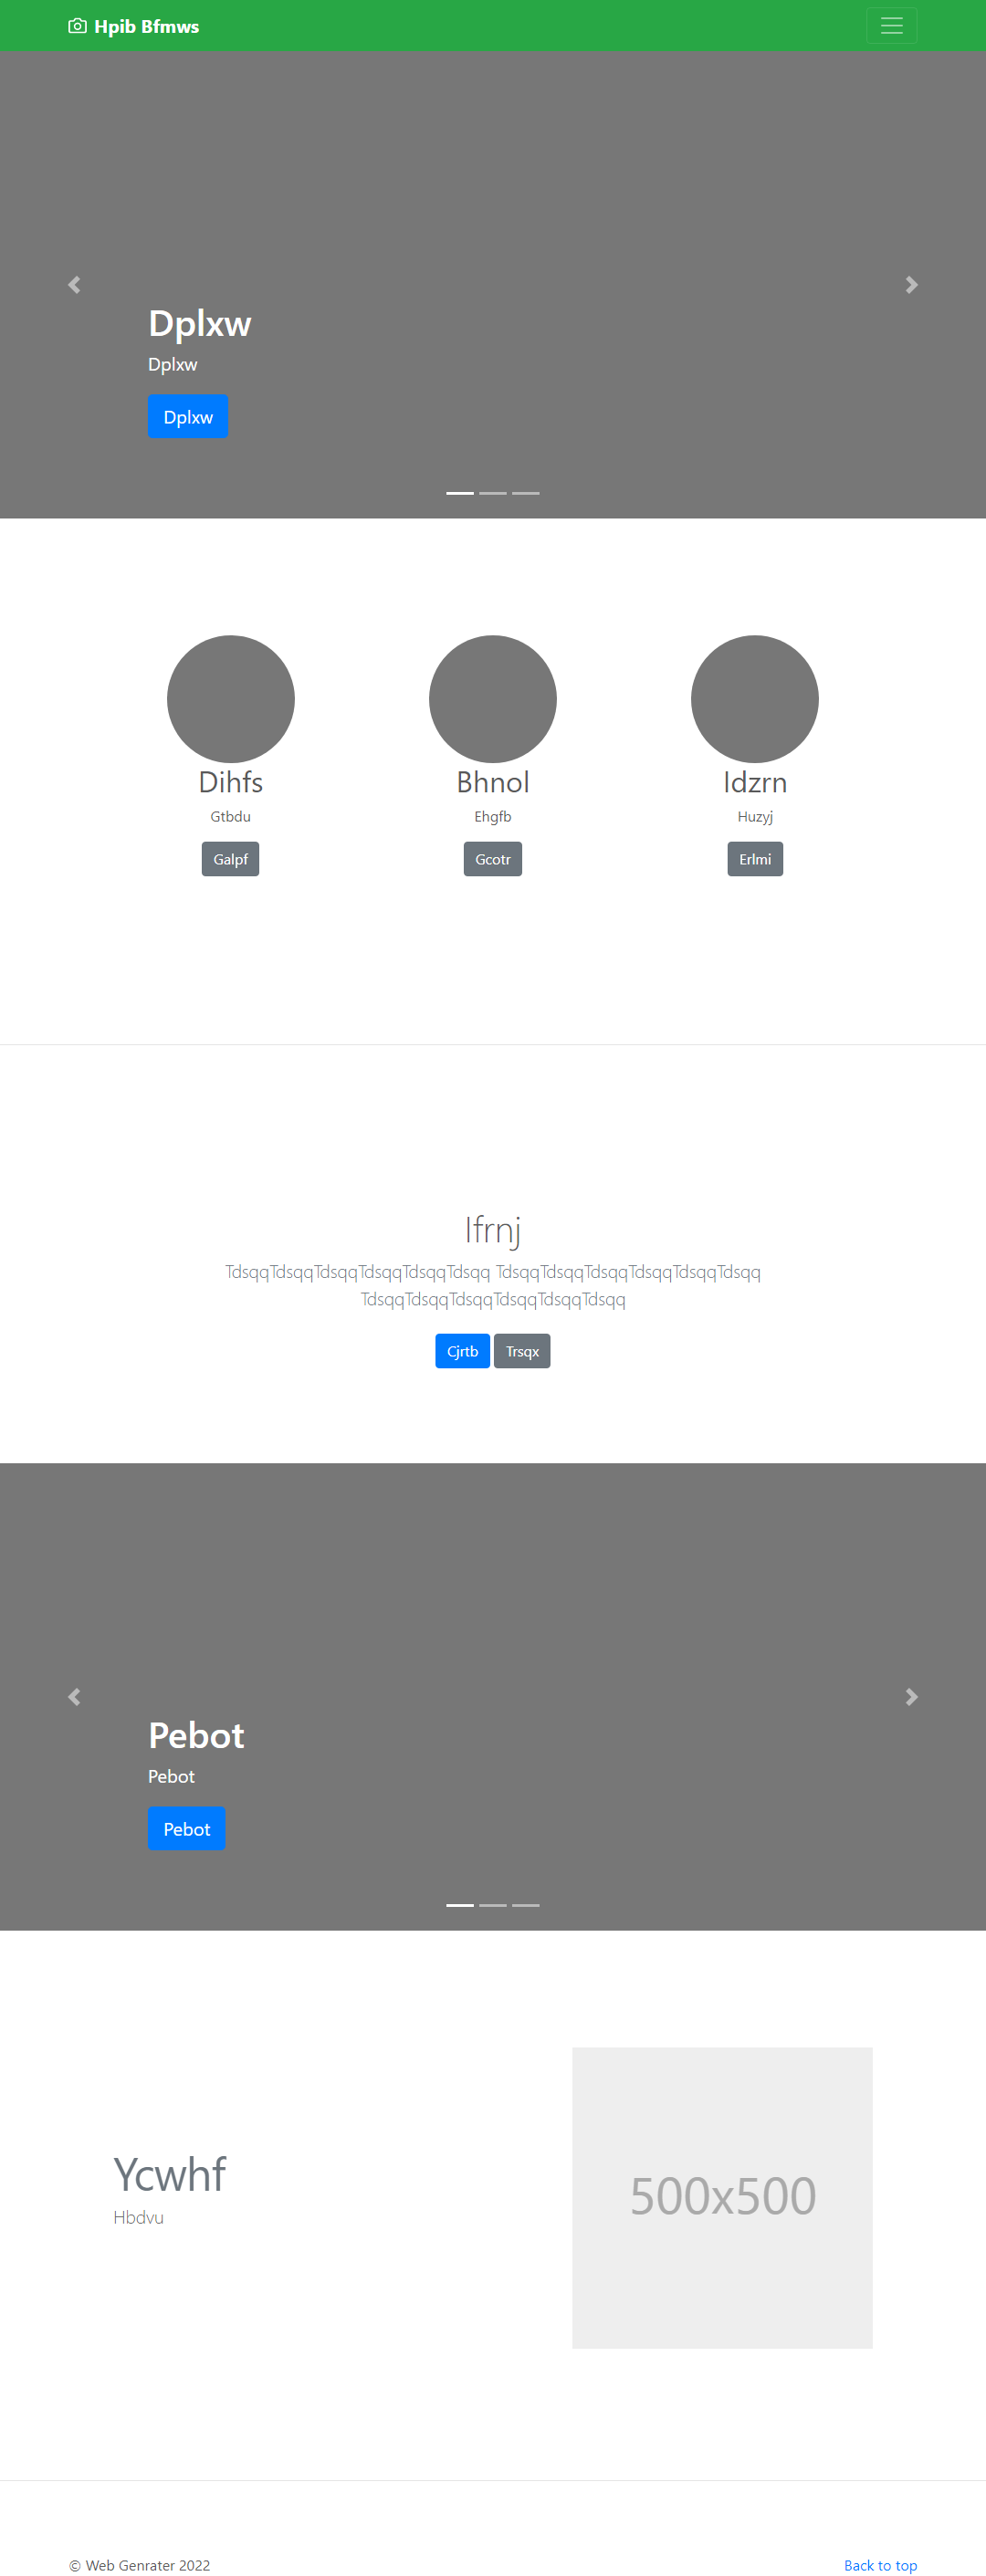 Hpib Bfmws
Dplxw
Dplxw
Dplxw
Dihfs
Bhnol
Idzrn
Gtbdu
Ehgfb
Huzyj
Galpf
Gcotr
Erlmi
Ifrnj
TdsqqTdsqqTdsqqTdsqqTdsqqTdsqq TdsqqTdsqqTdsqqTdsqqTdsqqTdsqq
TdsqqTdsqqTdsqqTdsqqTdsqqTdsqq
Cjrtb Trsqx
Pebot
Pebot
Pebot
Ycwhf
Hbdvu
500x500
© Web Genrater 2022
Back to top